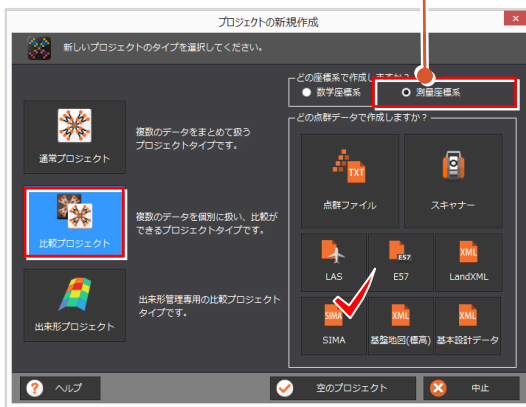 プロジェクトの新規作成
新しいプロジェクトのタイプを選択してください。
どの座標系で作成しますか？
数学座標系
測量座標系
通常プロジェクト
複数のデータをまとめて扱う
プロジェクトタイプです。
比較プロジェクト
複数のデータを個別に扱い、比較が
できるプロジェクトタイプです。
出来形プロジェクト
出来形管理専用の比較プロジェクト
タイプです。
どの点群データで作成しますか？
TXT
点群ファイル
スキャナー
LAS
E57
E57
XML
LandXML
SIMA
SIMA
XML
基盤地図(標高)
XML
基本設計データ
ヘルプ
空のプロジェクト
中止